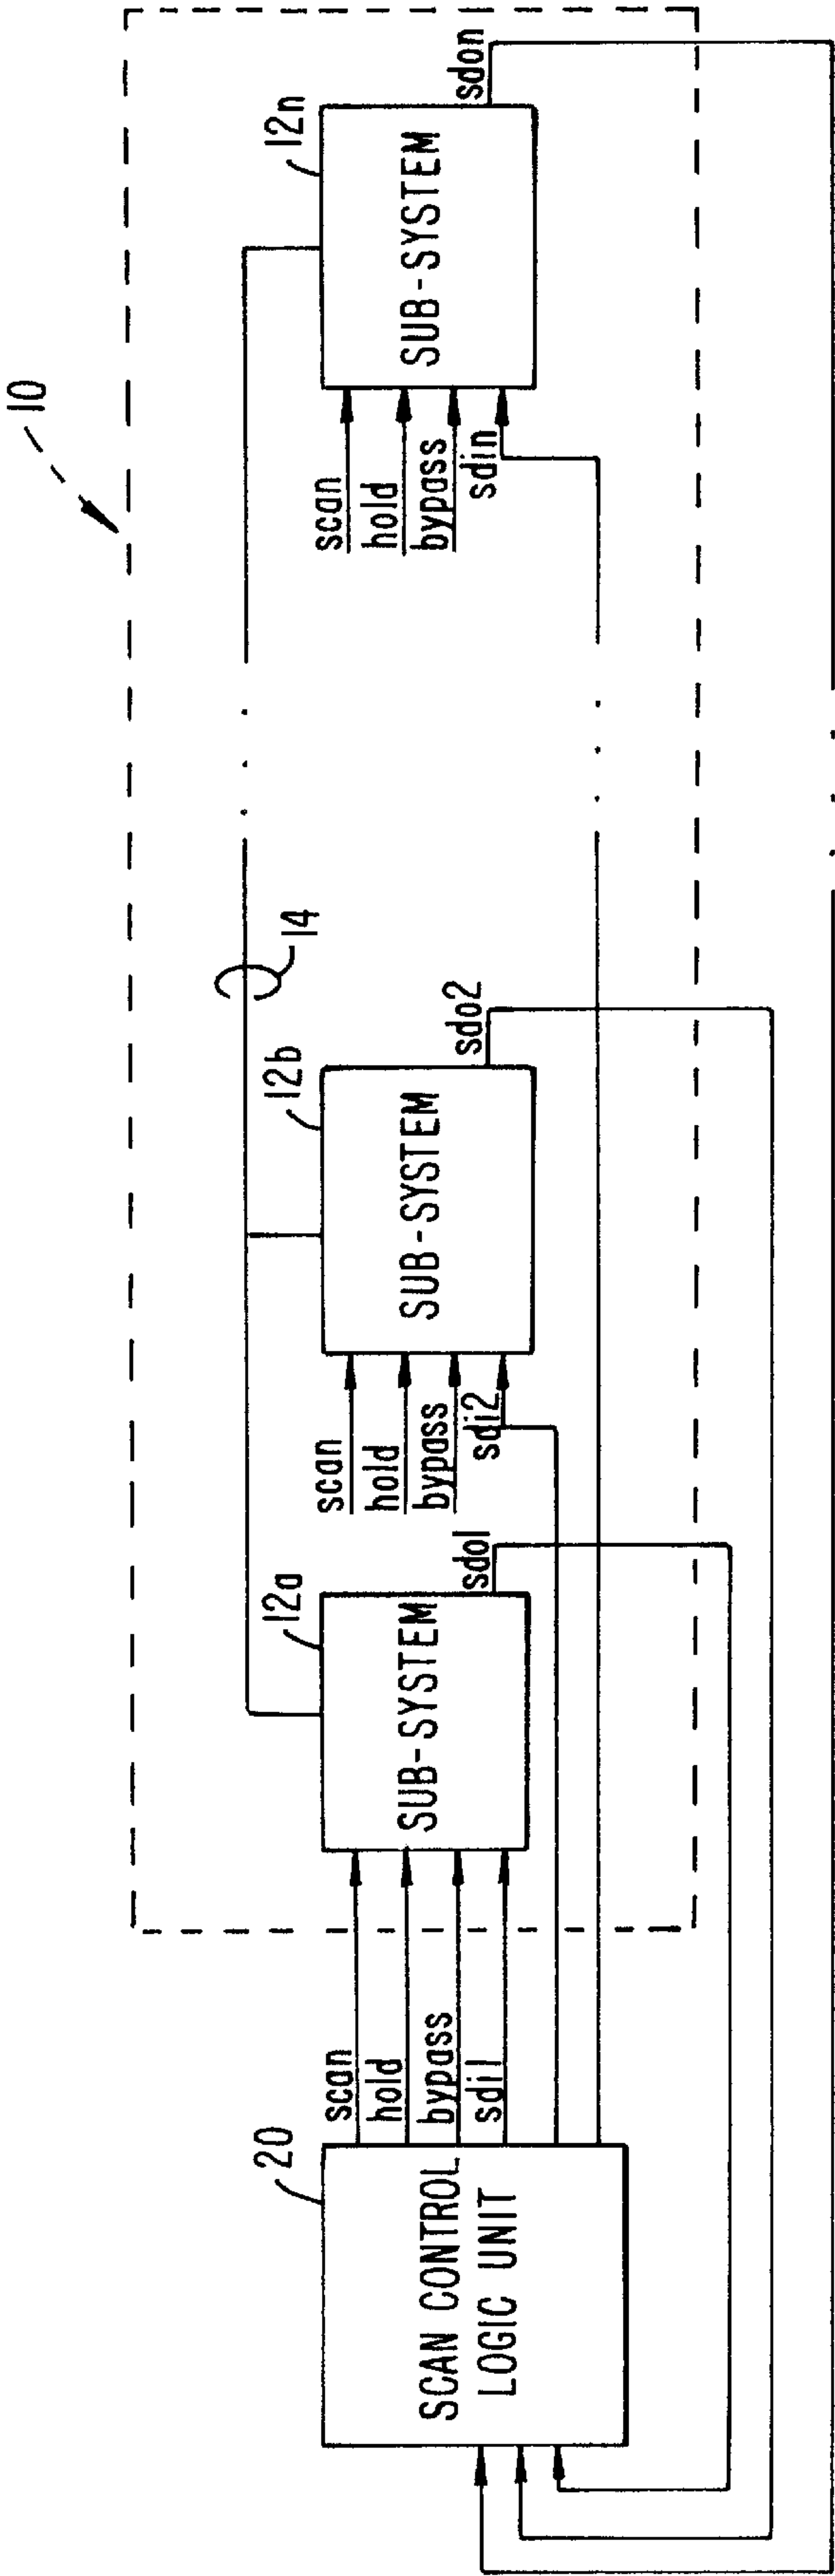 10
20
SCAN CONTROL
LOGIC UNIT
scan
hold
bypass
sdi1
12a
SUB-SYSTEM
sdo1
scan
hold
bypass
sdi2
12b
SUB-SYSTEM
sdo2
14
scan
hold
bypass
sdin
12n
SUB-SYSTEM
sdon